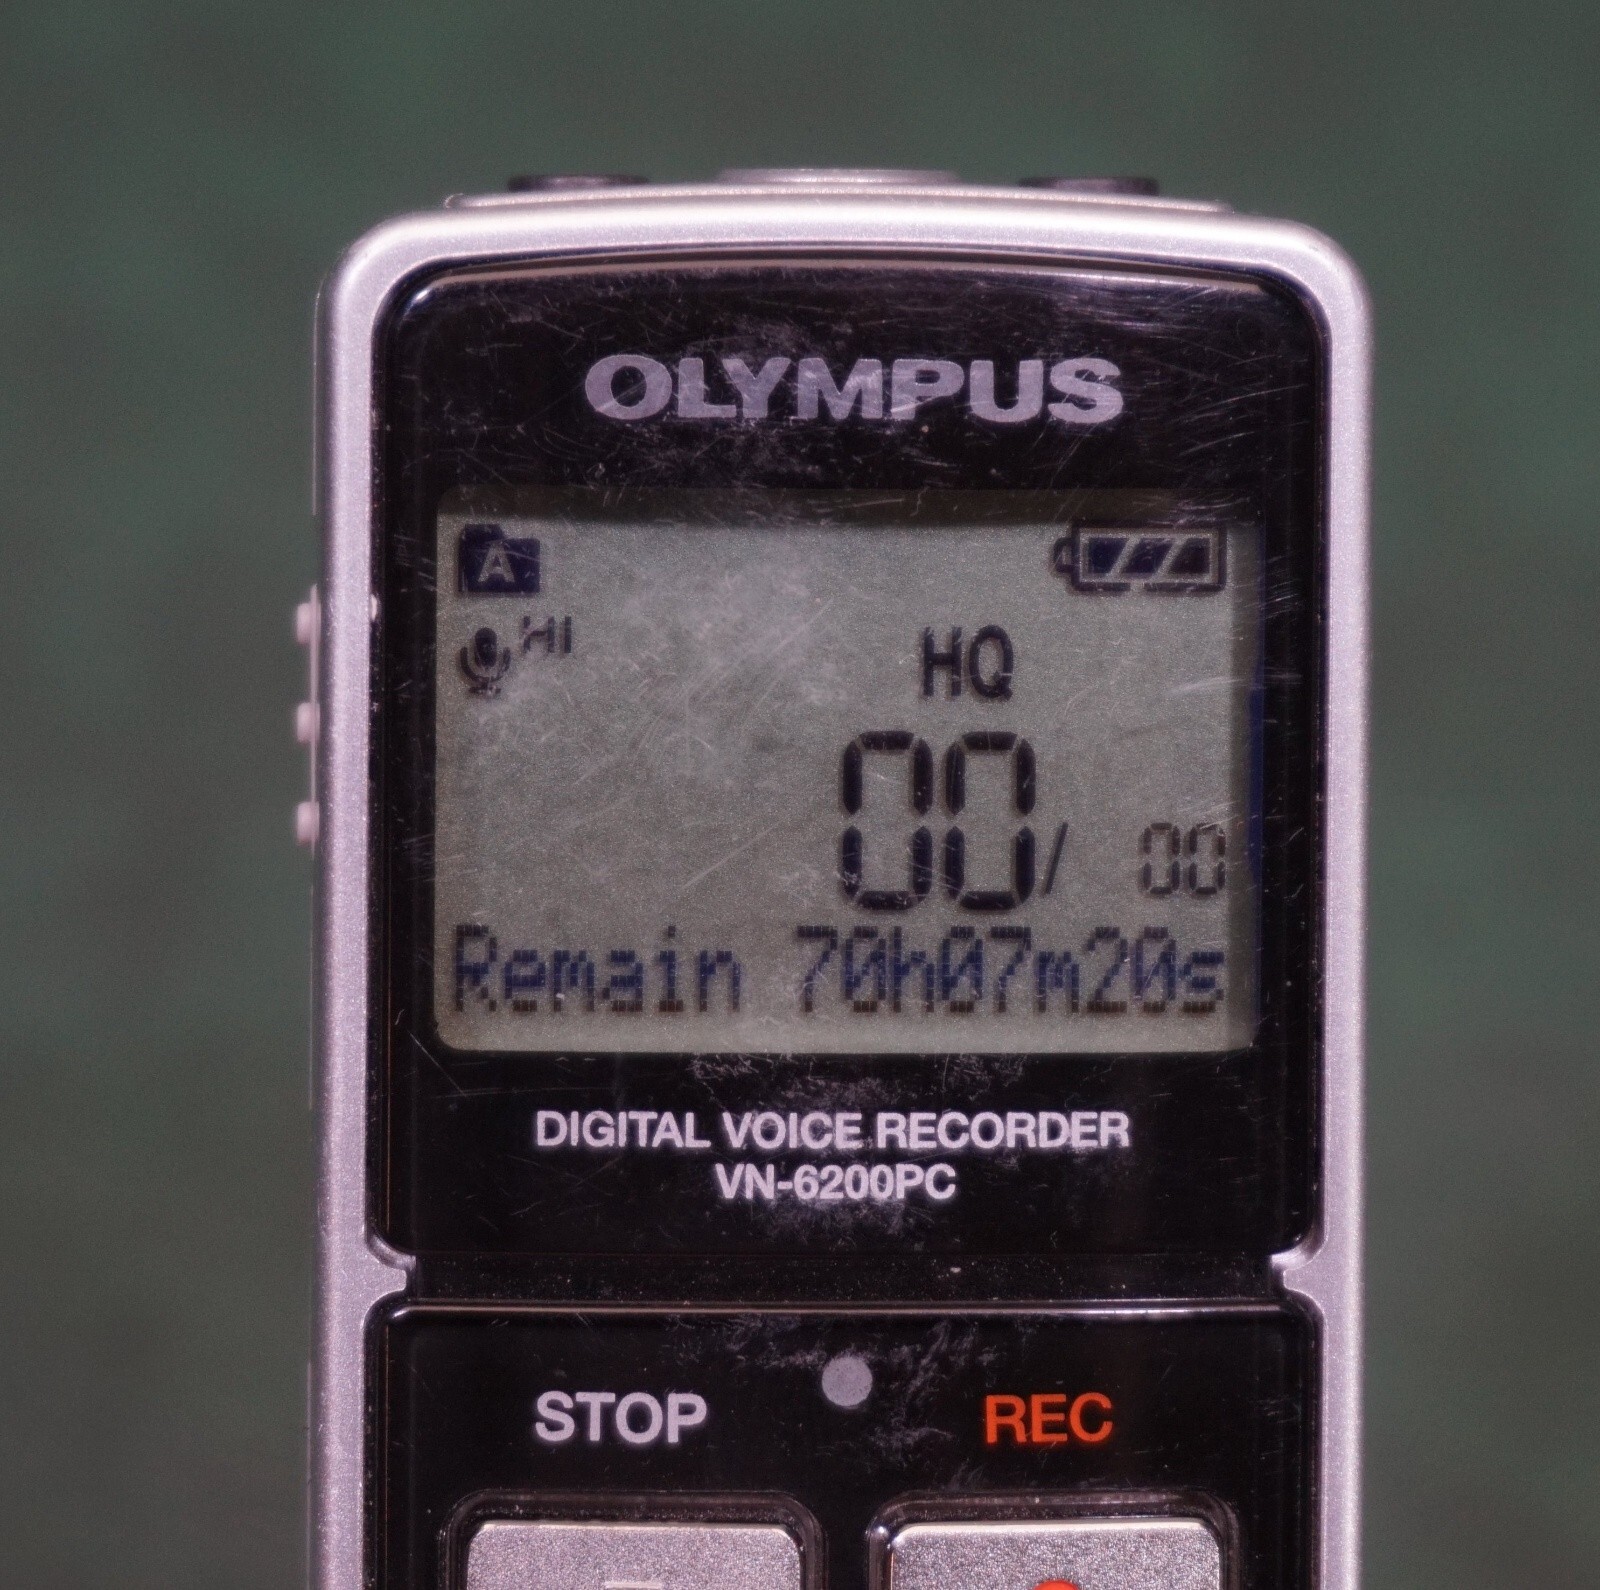 OLYMPUS
A
HI
HQ
00/ 00
Remain 70h07m20s
DIGITAL VOICE RECORDER
VN-6200PC
STOP REC